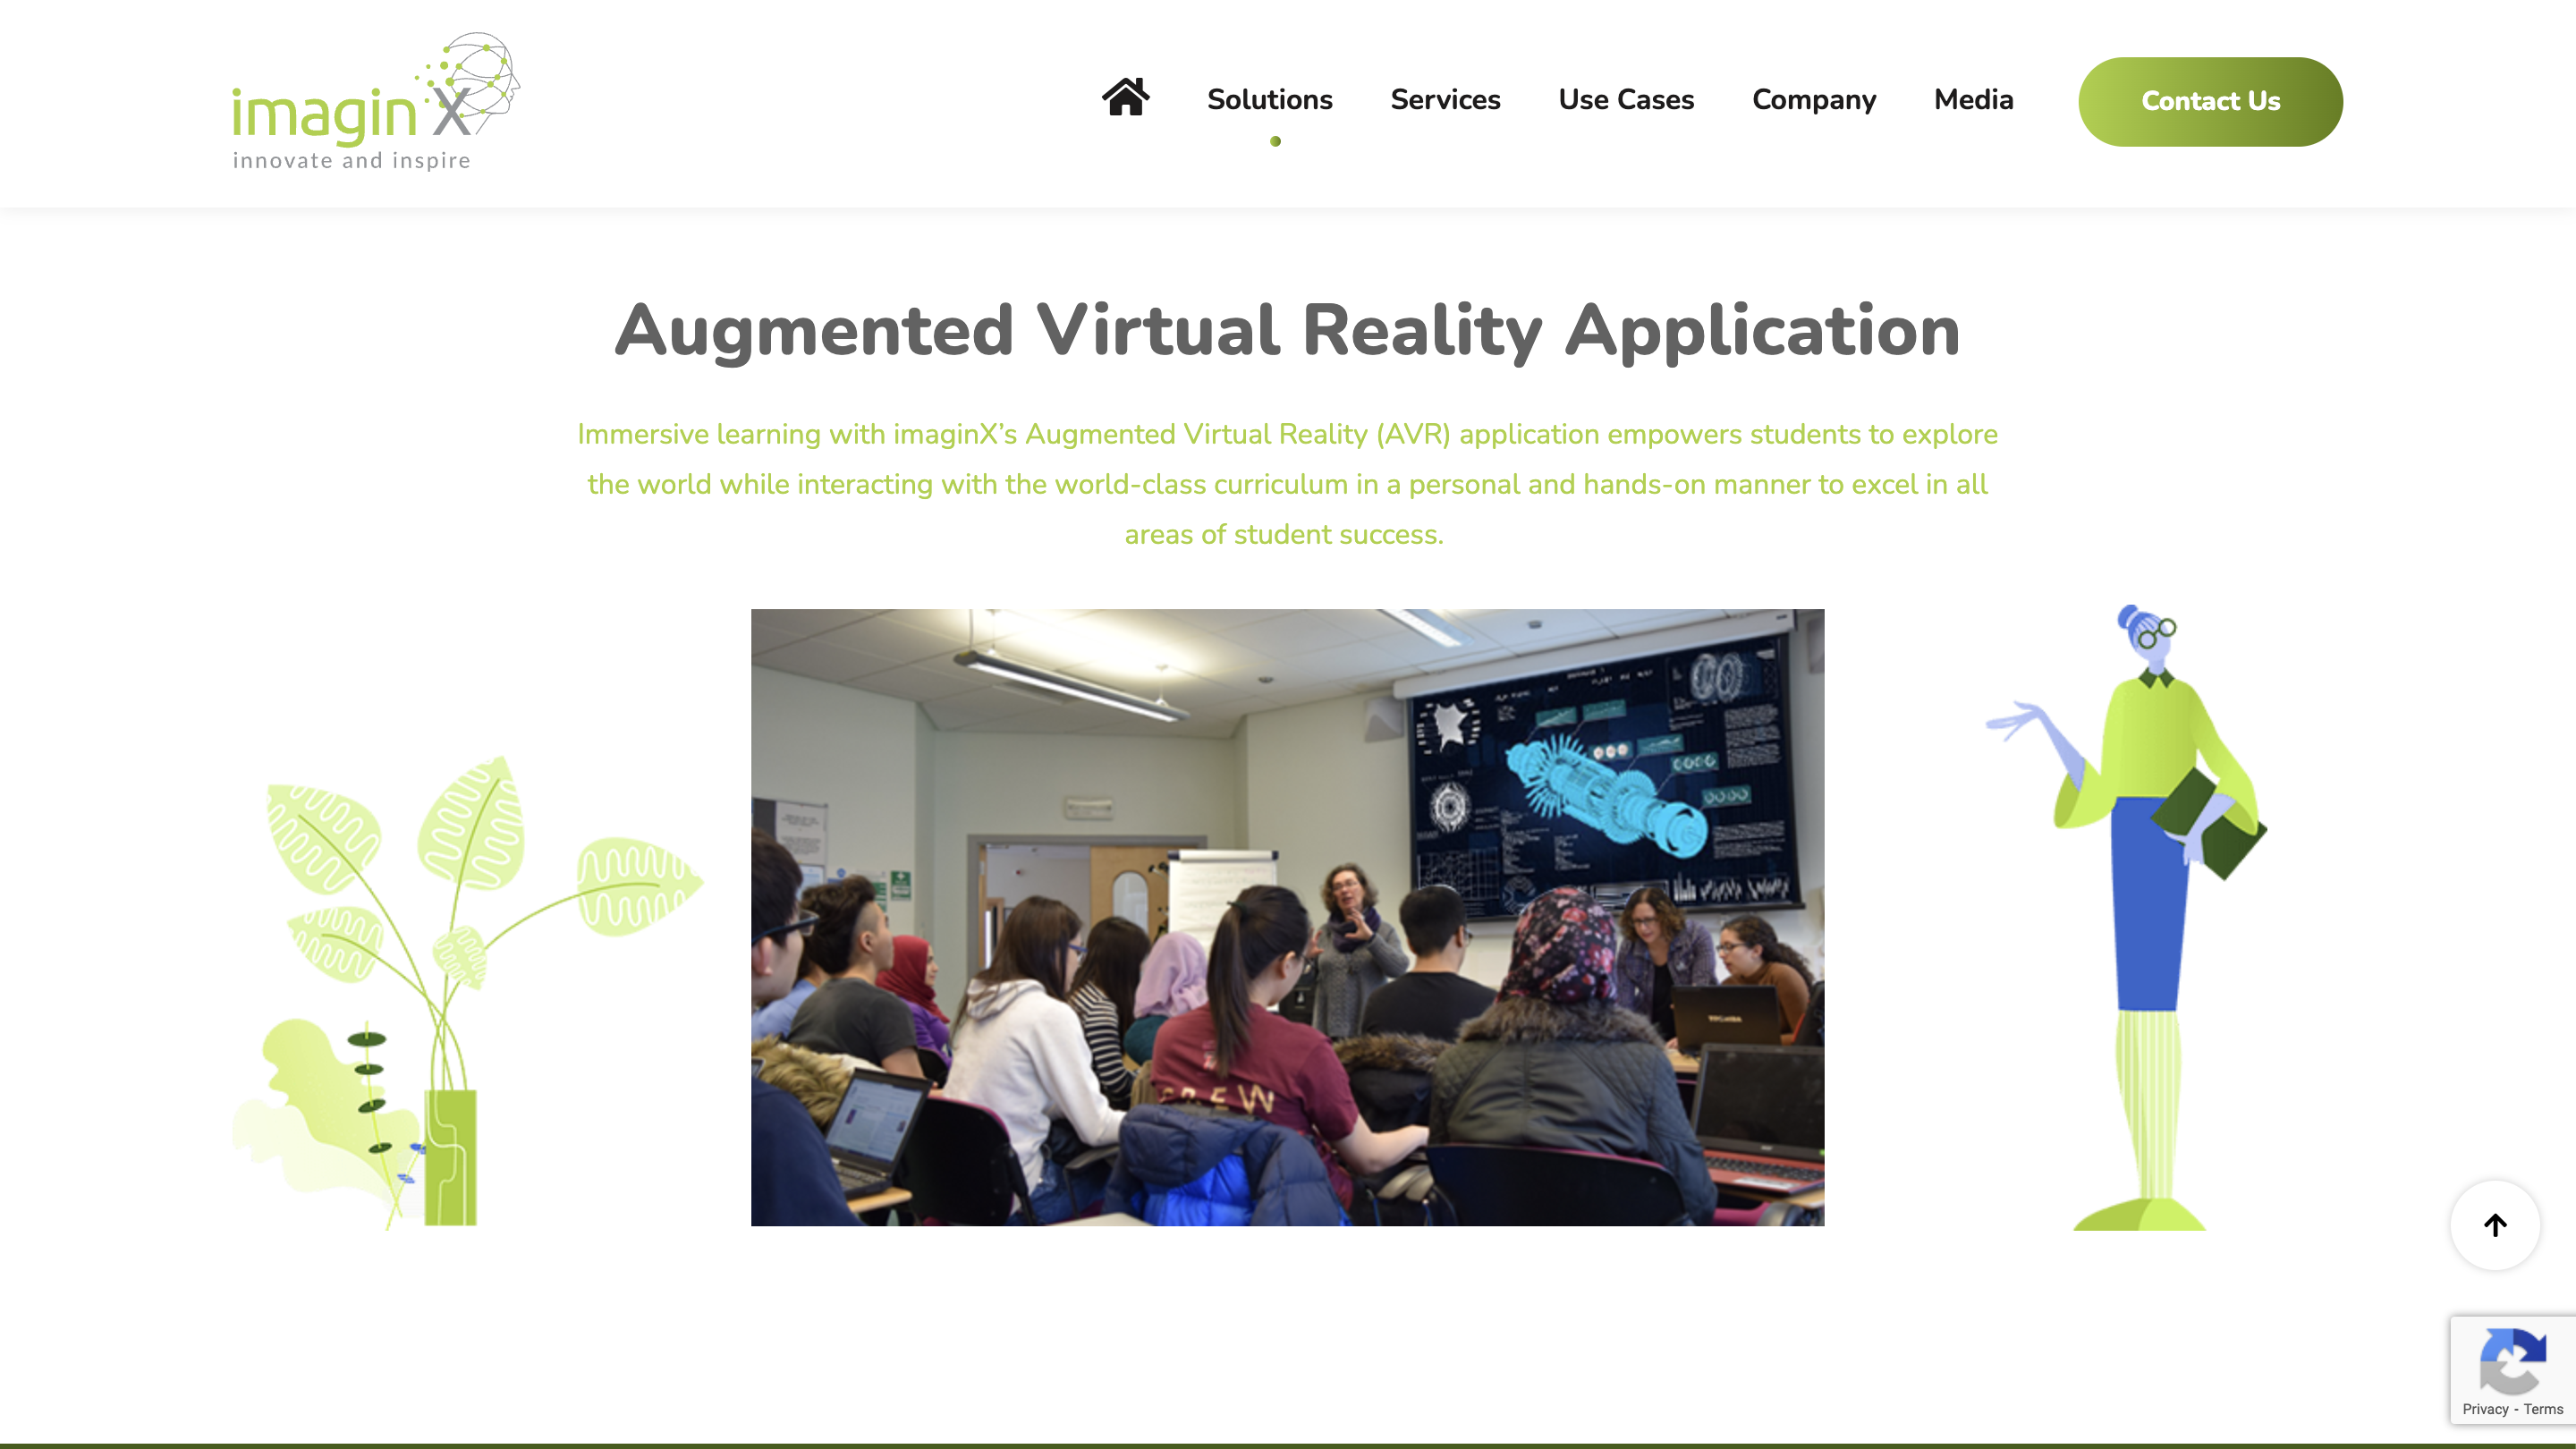 imaginX
innovate and inspire
Solutions
Services
Use Cases
Company
Media
Contact Us
Augmented Virtual Reality Application
Immersive learning with imaginX’s Augmented Virtual Reality (AVR) application empowers students to explore
the world while interacting with the world-class curriculum in a personal and hands-on manner to excel in all
areas of student success.
TOSHIBA
Privacy - Terms